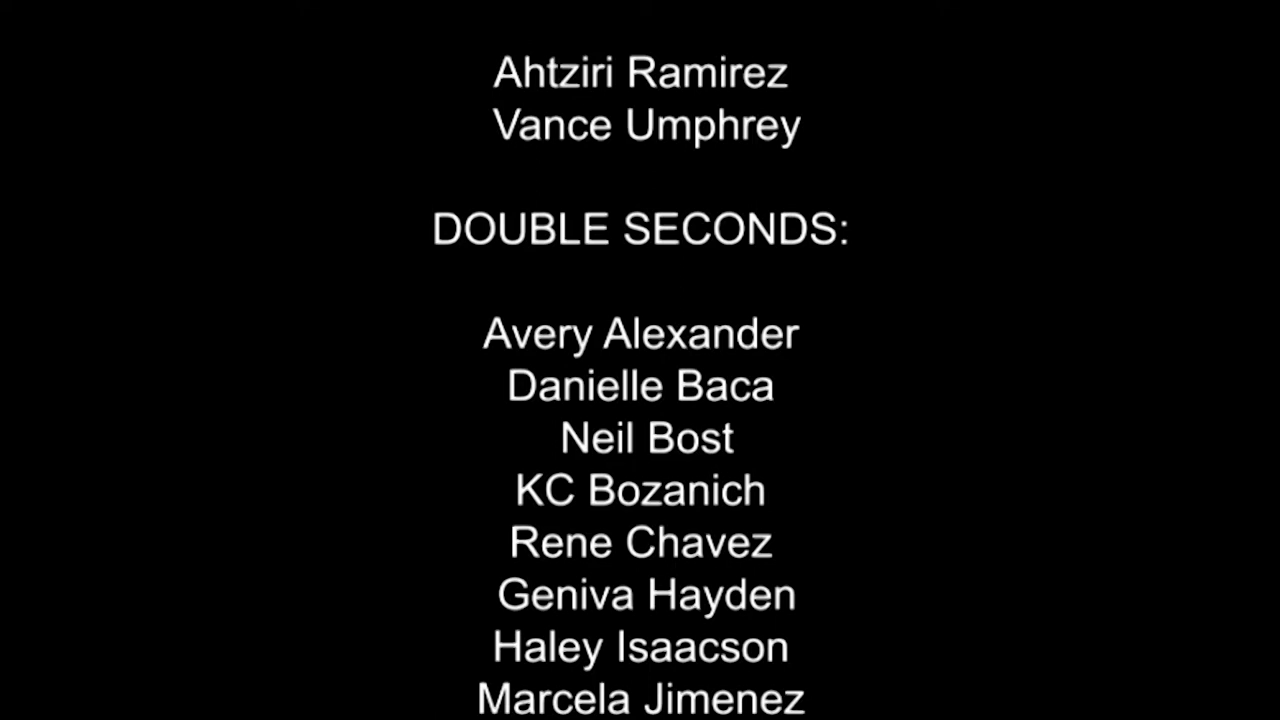 Ahtziri Ramirez
Vance Umphrey
DOUBLE SECONDS:
Avery Alexander
Danielle Baca
Neil Bost
KC Bozanich
Rene Chavez
Geniva Hayden
Haley Isaacson
Marcela Jimenez